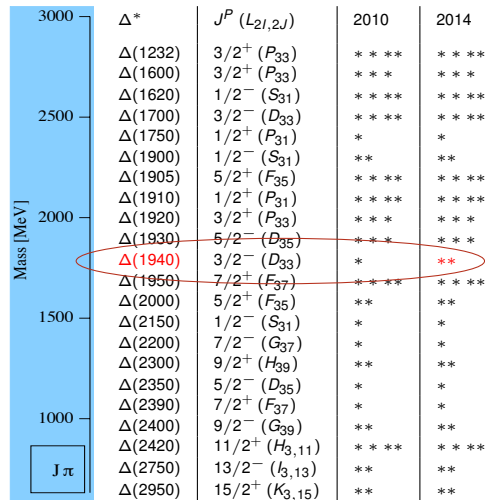 3000
2500
2000
1500
1000
Mass [MeV]
J π
Δ* J^P (L_{2I,2J}) 2010 2014
Δ(1232) 3/2⁺ (P₃₃) * * ** * * **
Δ(1600) 3/2⁺ (P₃₃) * * * * * *
Δ(1620) 1/2⁻ (S₃₁) * * ** * * **
Δ(1700) 3/2⁻ (D₃₃) * * ** * * **
Δ(1750) 1/2⁺ (P₃₁) * *
Δ(1900) 1/2⁻ (S₃₁) ** **
Δ(1905) 5/2⁺ (F₃₅) * * ** * * **
Δ(1910) 1/2⁺ (P₃₁) * * ** * * **
Δ(1920) 3/2⁺ (P₃₃) * * * * * *
Δ(1930) 5/2⁻ (D₃₅) * * * * * *
Δ(1940) 3/2⁻ (D₃₃) * **
Δ(1950) 7/2⁺ (F₃₇) * * ** * * **
Δ(2000) 5/2⁺ (F₃₅) ** **
Δ(2150) 1/2⁻ (S₃₁) * *
Δ(2200) 7/2⁻ (G₃₇) * *
Δ(2300) 9/2⁺ (H₃₉) ** **
Δ(2350) 5/2⁻ (D₃₅) * *
Δ(2390) 7/2⁺ (F₃₇) * *
Δ(2400) 9/2⁻ (G₃₉) ** **
Δ(2420) 11/2⁺ (H₃,₁₁) * * ** * * **
Δ(2750) 13/2⁻ (I₃,₁₃) ** **
Δ(2950) 15/2⁺ (K₃,₁₅) ** **